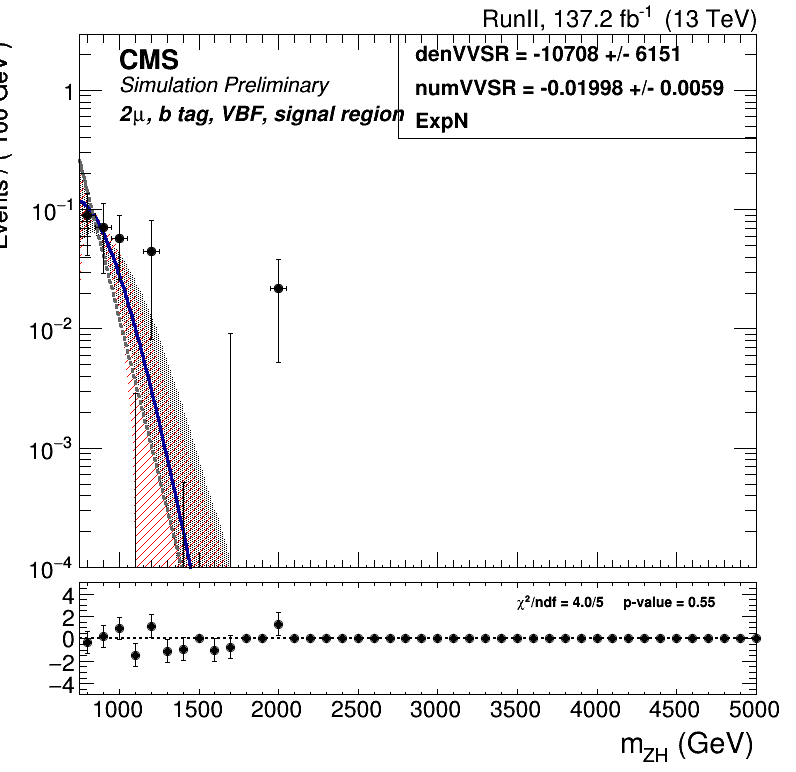 RunII, 137.2 fb⁻¹ (13 TeV)
CMS
Simulation Preliminary
2μ, b tag, VBF, signal region
denVVSR = -10708 +/- 6151
numVVSR = -0.01998 +/- 0.0059
ExpN
1
10⁻¹
10⁻²
10⁻³
10⁻⁴
Events / ( 100 GeV )
χ²/ndf = 4.0/5 p-value = 0.55
4
2
0
−2
−4
1000 1500 2000 2500 3000 3500 4000 4500 5000
m_ZH (GeV)